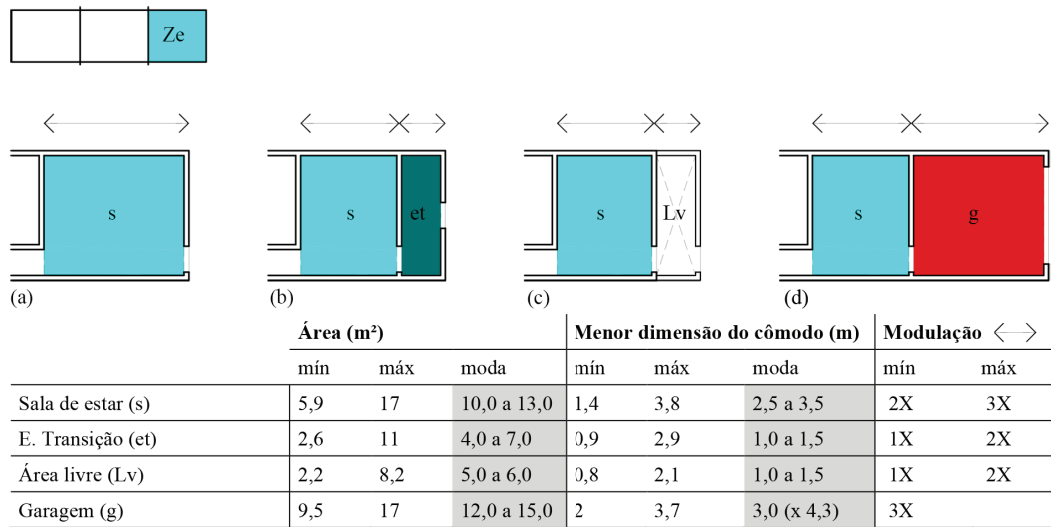 Ze
s
s et
s Lv
s g
(a) (b) (c) (d)
Área (m²) Menor dimensão do cômodo (m) Modulação
mín máx moda mín máx moda mín máx
Sala de estar (s) 5,9 17 10,0 a 13,0 1,4 3,8 2,5 a 3,5 2X 3X
E. Transição (et) 2,6 11 4,0 a 7,0 0,9 2,9 1,0 a 1,5 1X 2X
Área livre (Lv) 2,2 8,2 5,0 a 6,0 0,8 2,1 1,0 a 1,5 1X 2X
Garagem (g) 9,5 17 12,0 a 15,0 2 3,7 3,0 (x 4,3) 3X